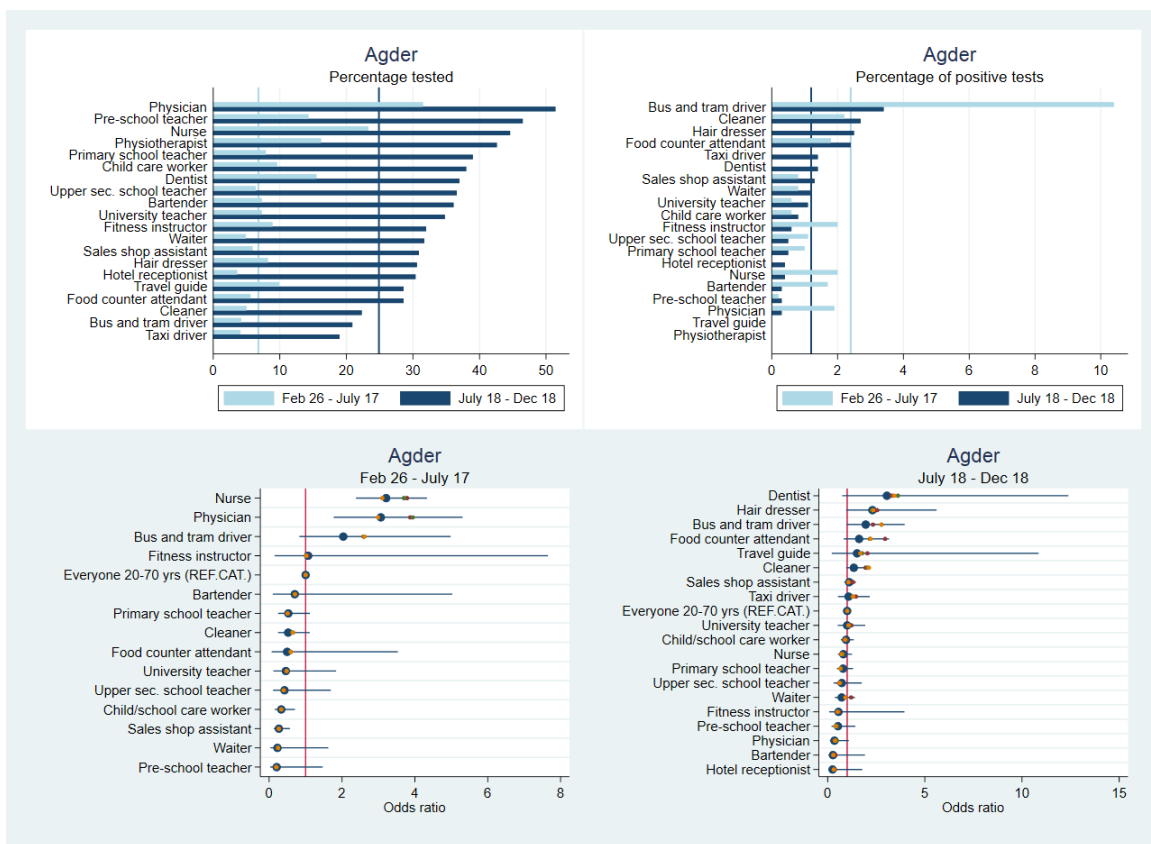 Agder
Percentage tested
Physician
Pre-school teacher
Nurse
Physiotherapist
Primary school teacher
Child care worker
Dentist
Upper sec. school teacher
Bartender
University teacher
Fitness instructor
Waiter
Sales shop assistant
Hair dresser
Hotel receptionist
Travel guide
Food counter attendant
Cleaner
Bus and tram driver
Taxi driver
0 10 20 30 40 50
Feb 26 - July 17 July 18 - Dec 18
Agder
Percentage of positive tests
Bus and tram driver
Cleaner
Hair dresser
Food counter attendant
Taxi driver
Dentist
Sales shop assistant
Waiter
University teacher
Child care worker
Fitness instructor
Upper sec. school teacher
Primary school teacher
Hotel receptionist
Nurse
Bartender
Pre-school teacher
Physician
Travel guide
Physiotherapist
0 2 4 6 8 10
Feb 26 - July 17 July 18 - Dec 18
Agder
Feb 26 - July 17
Nurse
Physician
Bus and tram driver
Fitness instructor
Everyone 20-70 yrs (REF.CAT.)
Bartender
Primary school teacher
Cleaner
Food counter attendant
University teacher
Upper sec. school teacher
Child/school care worker
Sales shop assistant
Waiter
Pre-school teacher
0 2 4 6 8
Odds ratio
Agder
July 18 - Dec 18
Dentist
Hair dresser
Bus and tram driver
Food counter attendant
Travel guide
Cleaner
Sales shop assistant
Taxi driver
Everyone 20-70 yrs (REF.CAT.)
University teacher
Child/school care worker
Nurse
Primary school teacher
Upper sec. school teacher
Waiter
Fitness instructor
Pre-school teacher
Physician
Bartender
Hotel receptionist
0 5 10 15
Odds ratio